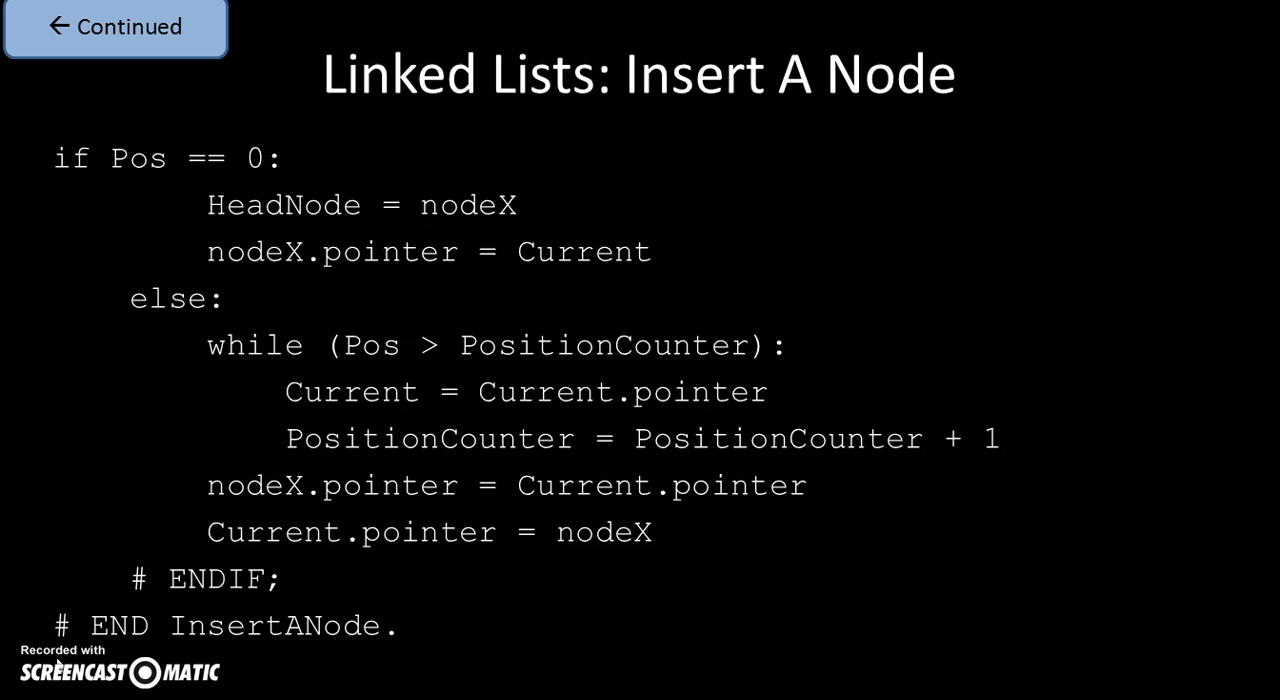 ← Continued
Linked Lists: Insert A Node
if Pos == 0:
HeadNode = nodeX
nodeX.pointer = Current
else:
while (Pos > PositionCounter):
Current = Current.pointer
PositionCounter = PositionCounter + 1
nodeX.pointer = Current.pointer
Current.pointer = nodeX
# ENDIF;
# END InsertANode.
Recorded with
SCREENCAST-O-MATIC